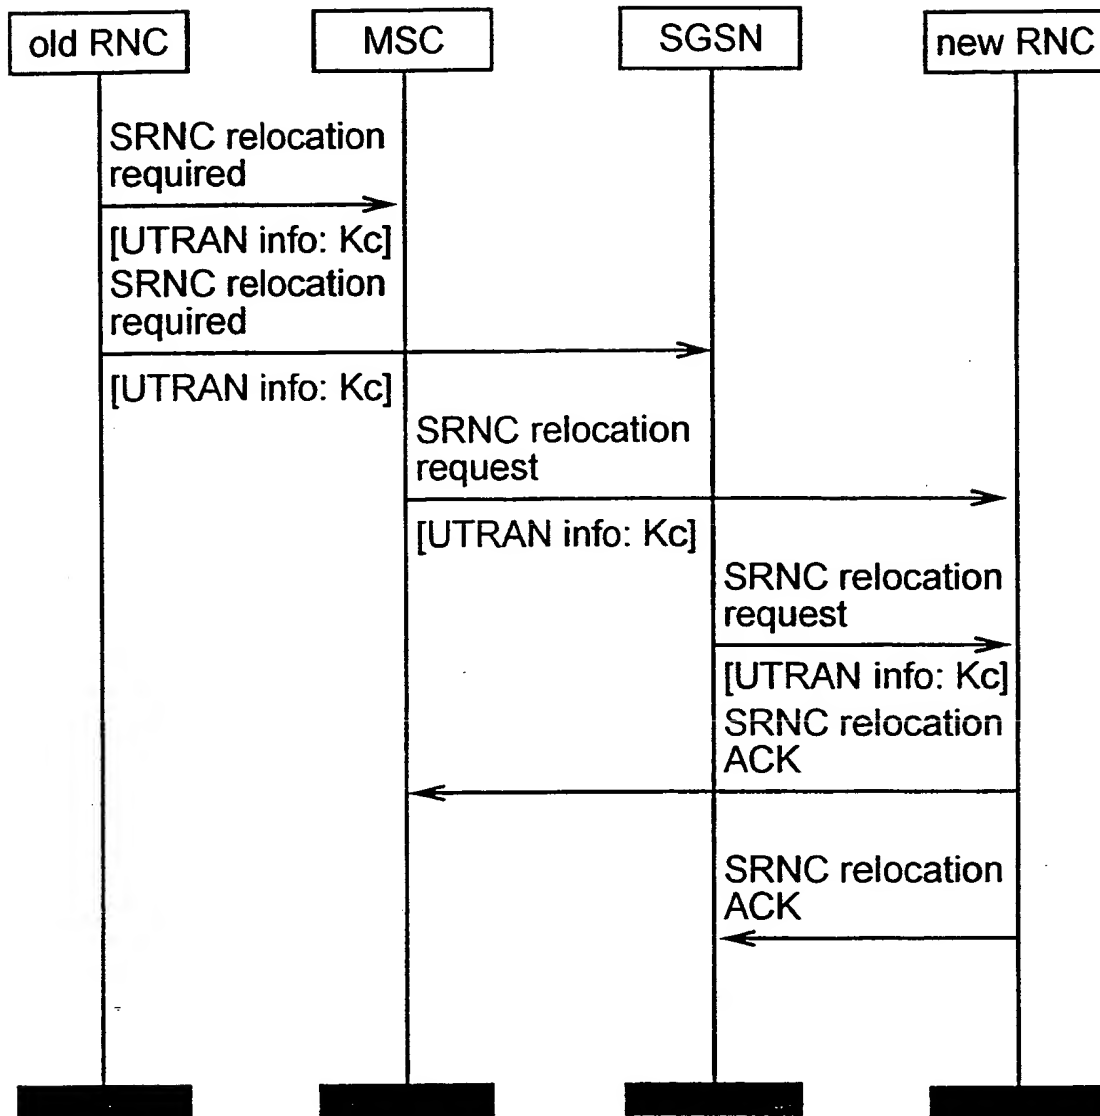 old RNC
MSC
SGSN
new RNC
SRNC relocation
required
[UTRAN info: Kc]
SRNC relocation
required
[UTRAN info: Kc]
SRNC relocation
request
[UTRAN info: Kc]
SRNC relocation
request
[UTRAN info: Kc]
SRNC relocation
ACK
SRNC relocation
ACK